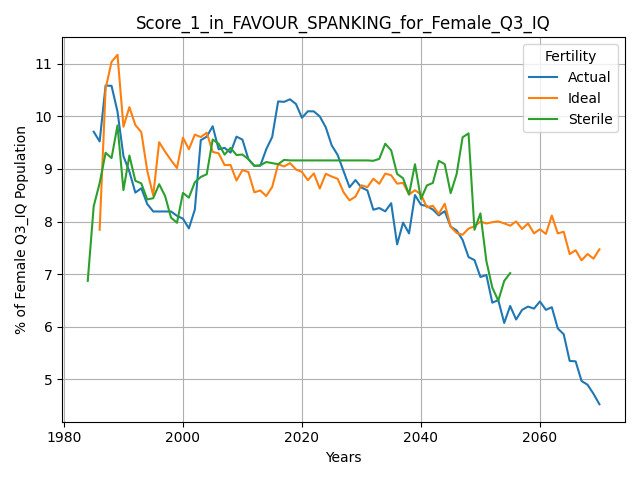 Score_1_in_FAVOUR_SPANKING_for_Female_Q3_IQ
Fertility
Actual
Ideal
Sterile
% of Female Q3_IQ Population
11
10
9
8
7
6
5
1980
2000
2020
2040
2060
Years